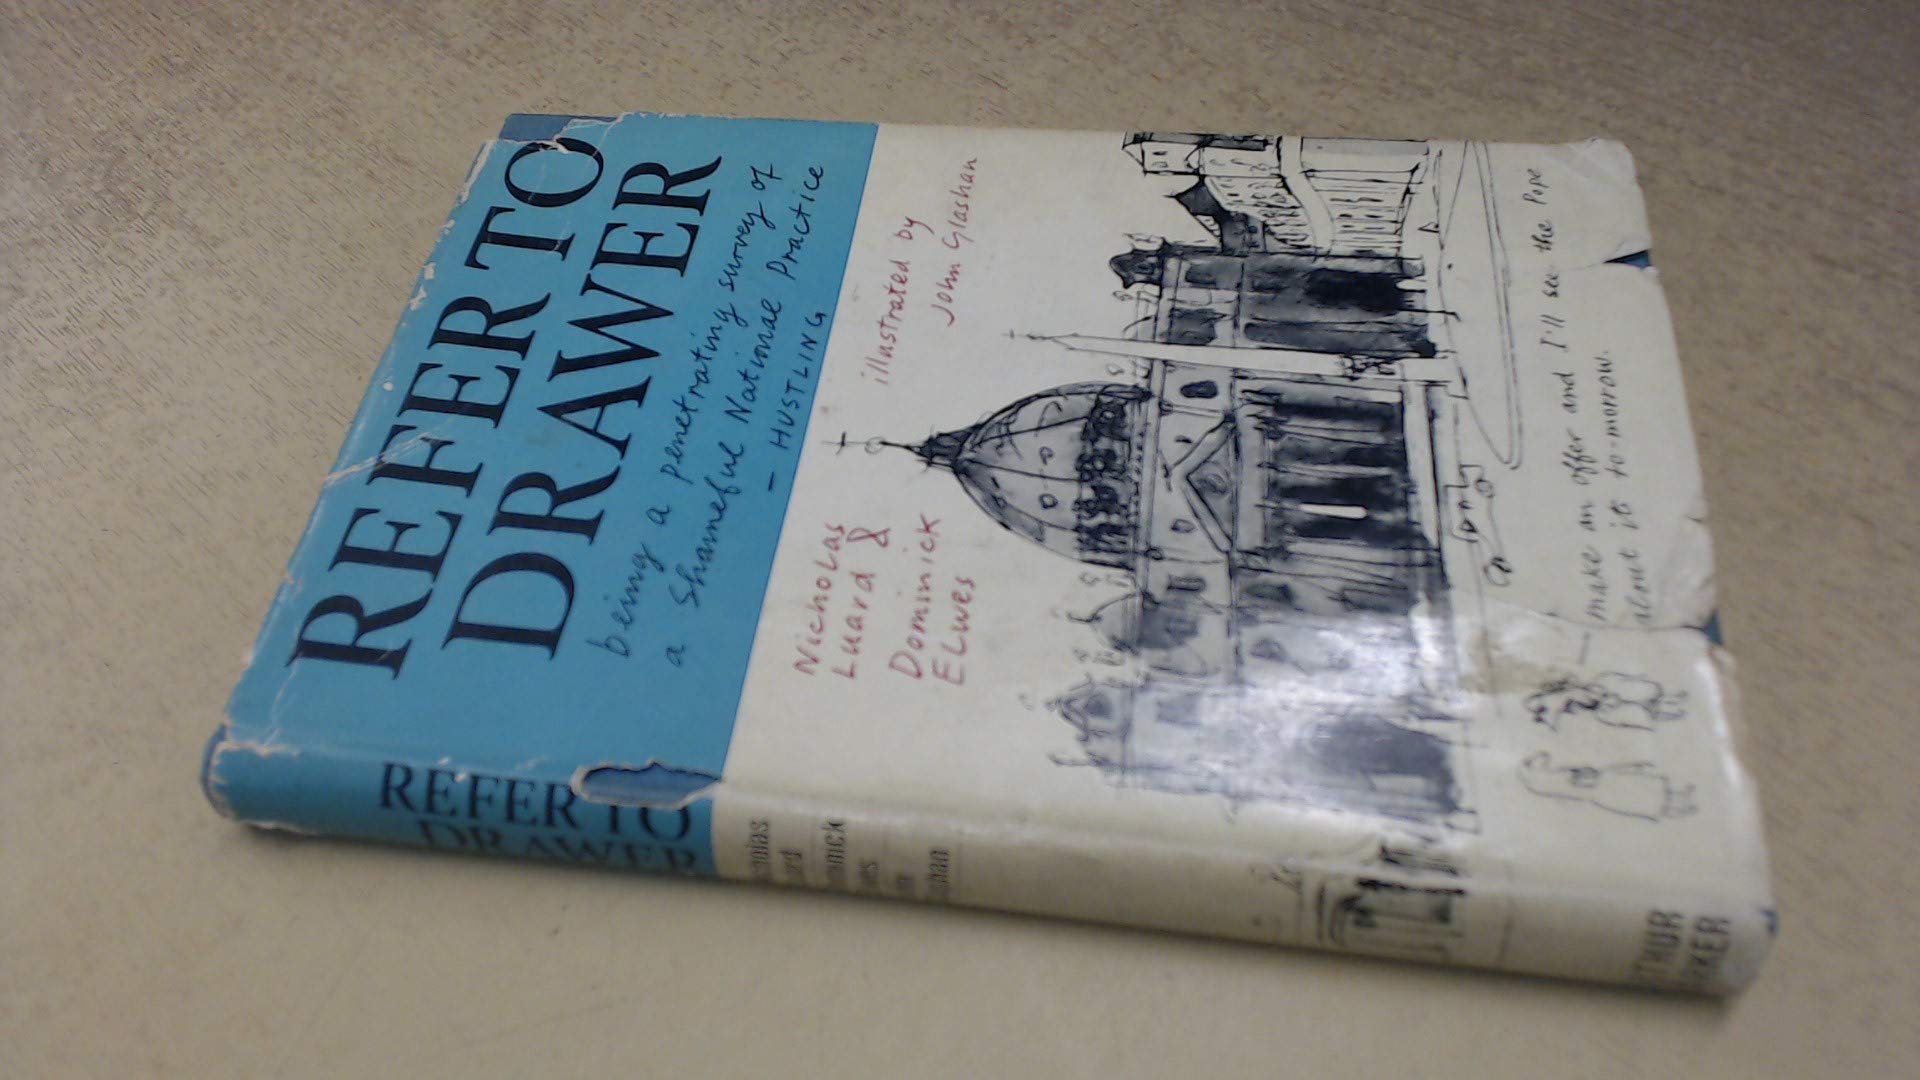 REFER TO
DRAWER
being a penetrating survey of
a Shameful National Practice
– HUSTLING
Nicholas
Luard &
Dominick
Elwes
illustrated by
John Glashan
make an offer and I'll see the Pope
about it to-morrow.
REFER TO
DRAWER